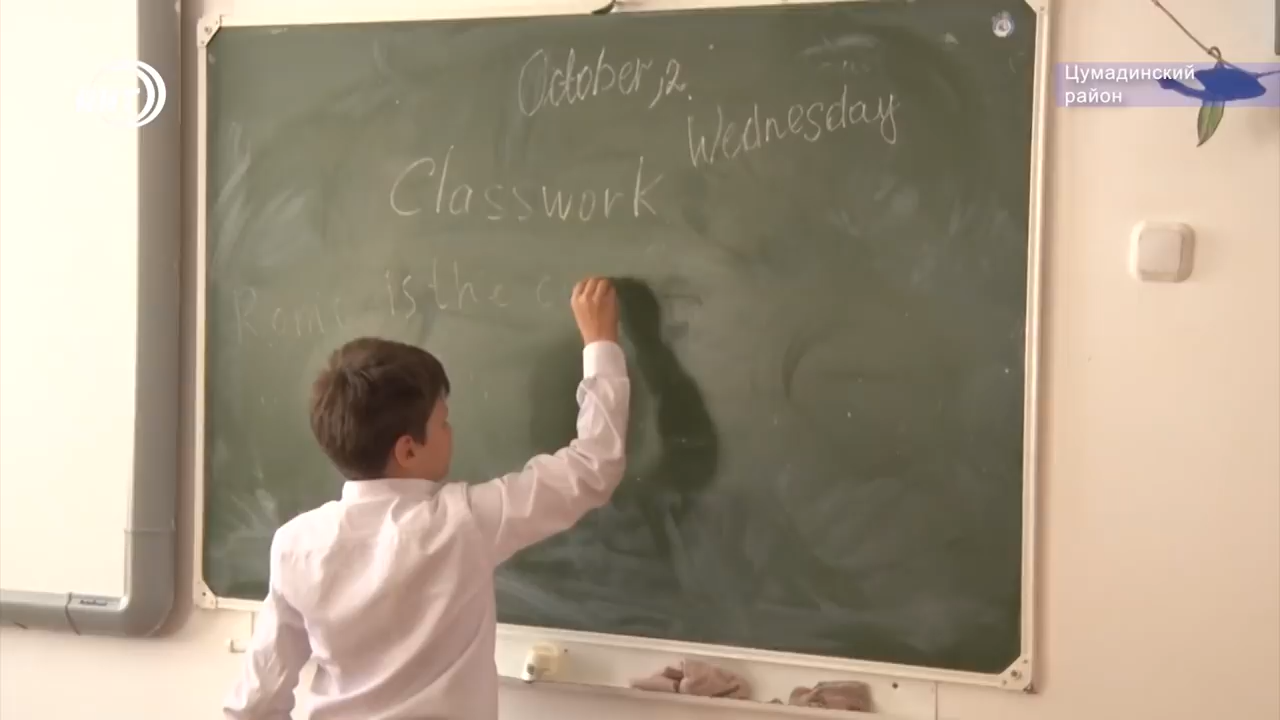 October, 2.
Wednesday
Classwork
Rome is the c
Цумадинский
район